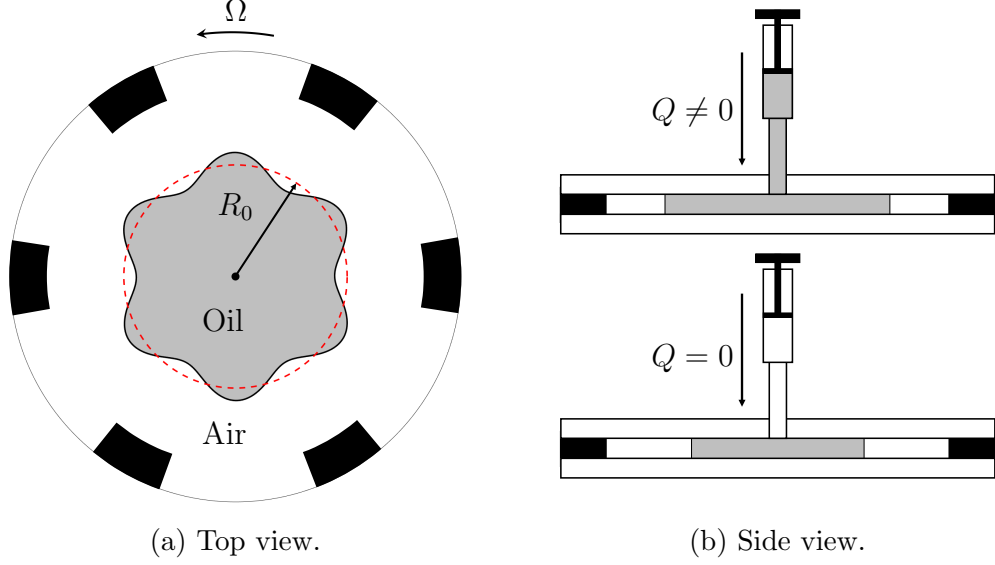 Ω
R₀
Oil
Air
(a) Top view.
Q ≠ 0
Q = 0
(b) Side view.